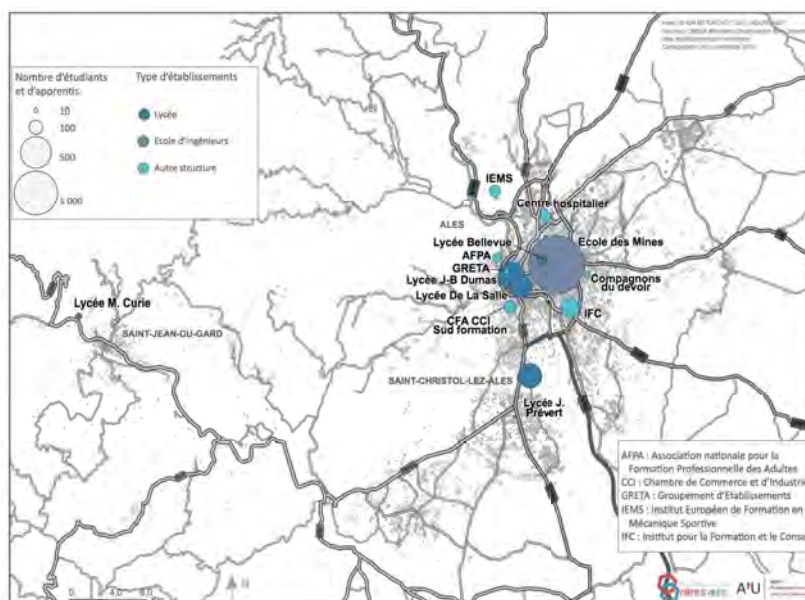 Nombre d'étudiants
et d'apprentis
10
100
500
1 000
Type d'établissements
Lycée
Ecole d'ingénieurs
Autre structure
IEMS
Centre hospitalier
ALES
Lycée Bellevue
Ecole des Mines
AFPA
GRETA
Lycée J-B Dumas
Compagnons
du devoir
Lycée De La Salle
Lycée M. Curie
IFC
CFA CCI
Sud formation
SAINT-JEAN-DU-GARD
SAINT-CHRISTOL-LEZ-ALES
Lycée J.
Prévert
AFPA : Association nationale pour la
Formation Professionnelle des Adultes
CCI : Chambre de Commerce et d'Industrie
GRETA : Groupement d'Etablissements
IEMS : Institut Européen de Formation en
Mécanique Sportive
IFC : Institut pour la Formation et le Conse
N
0
A'U